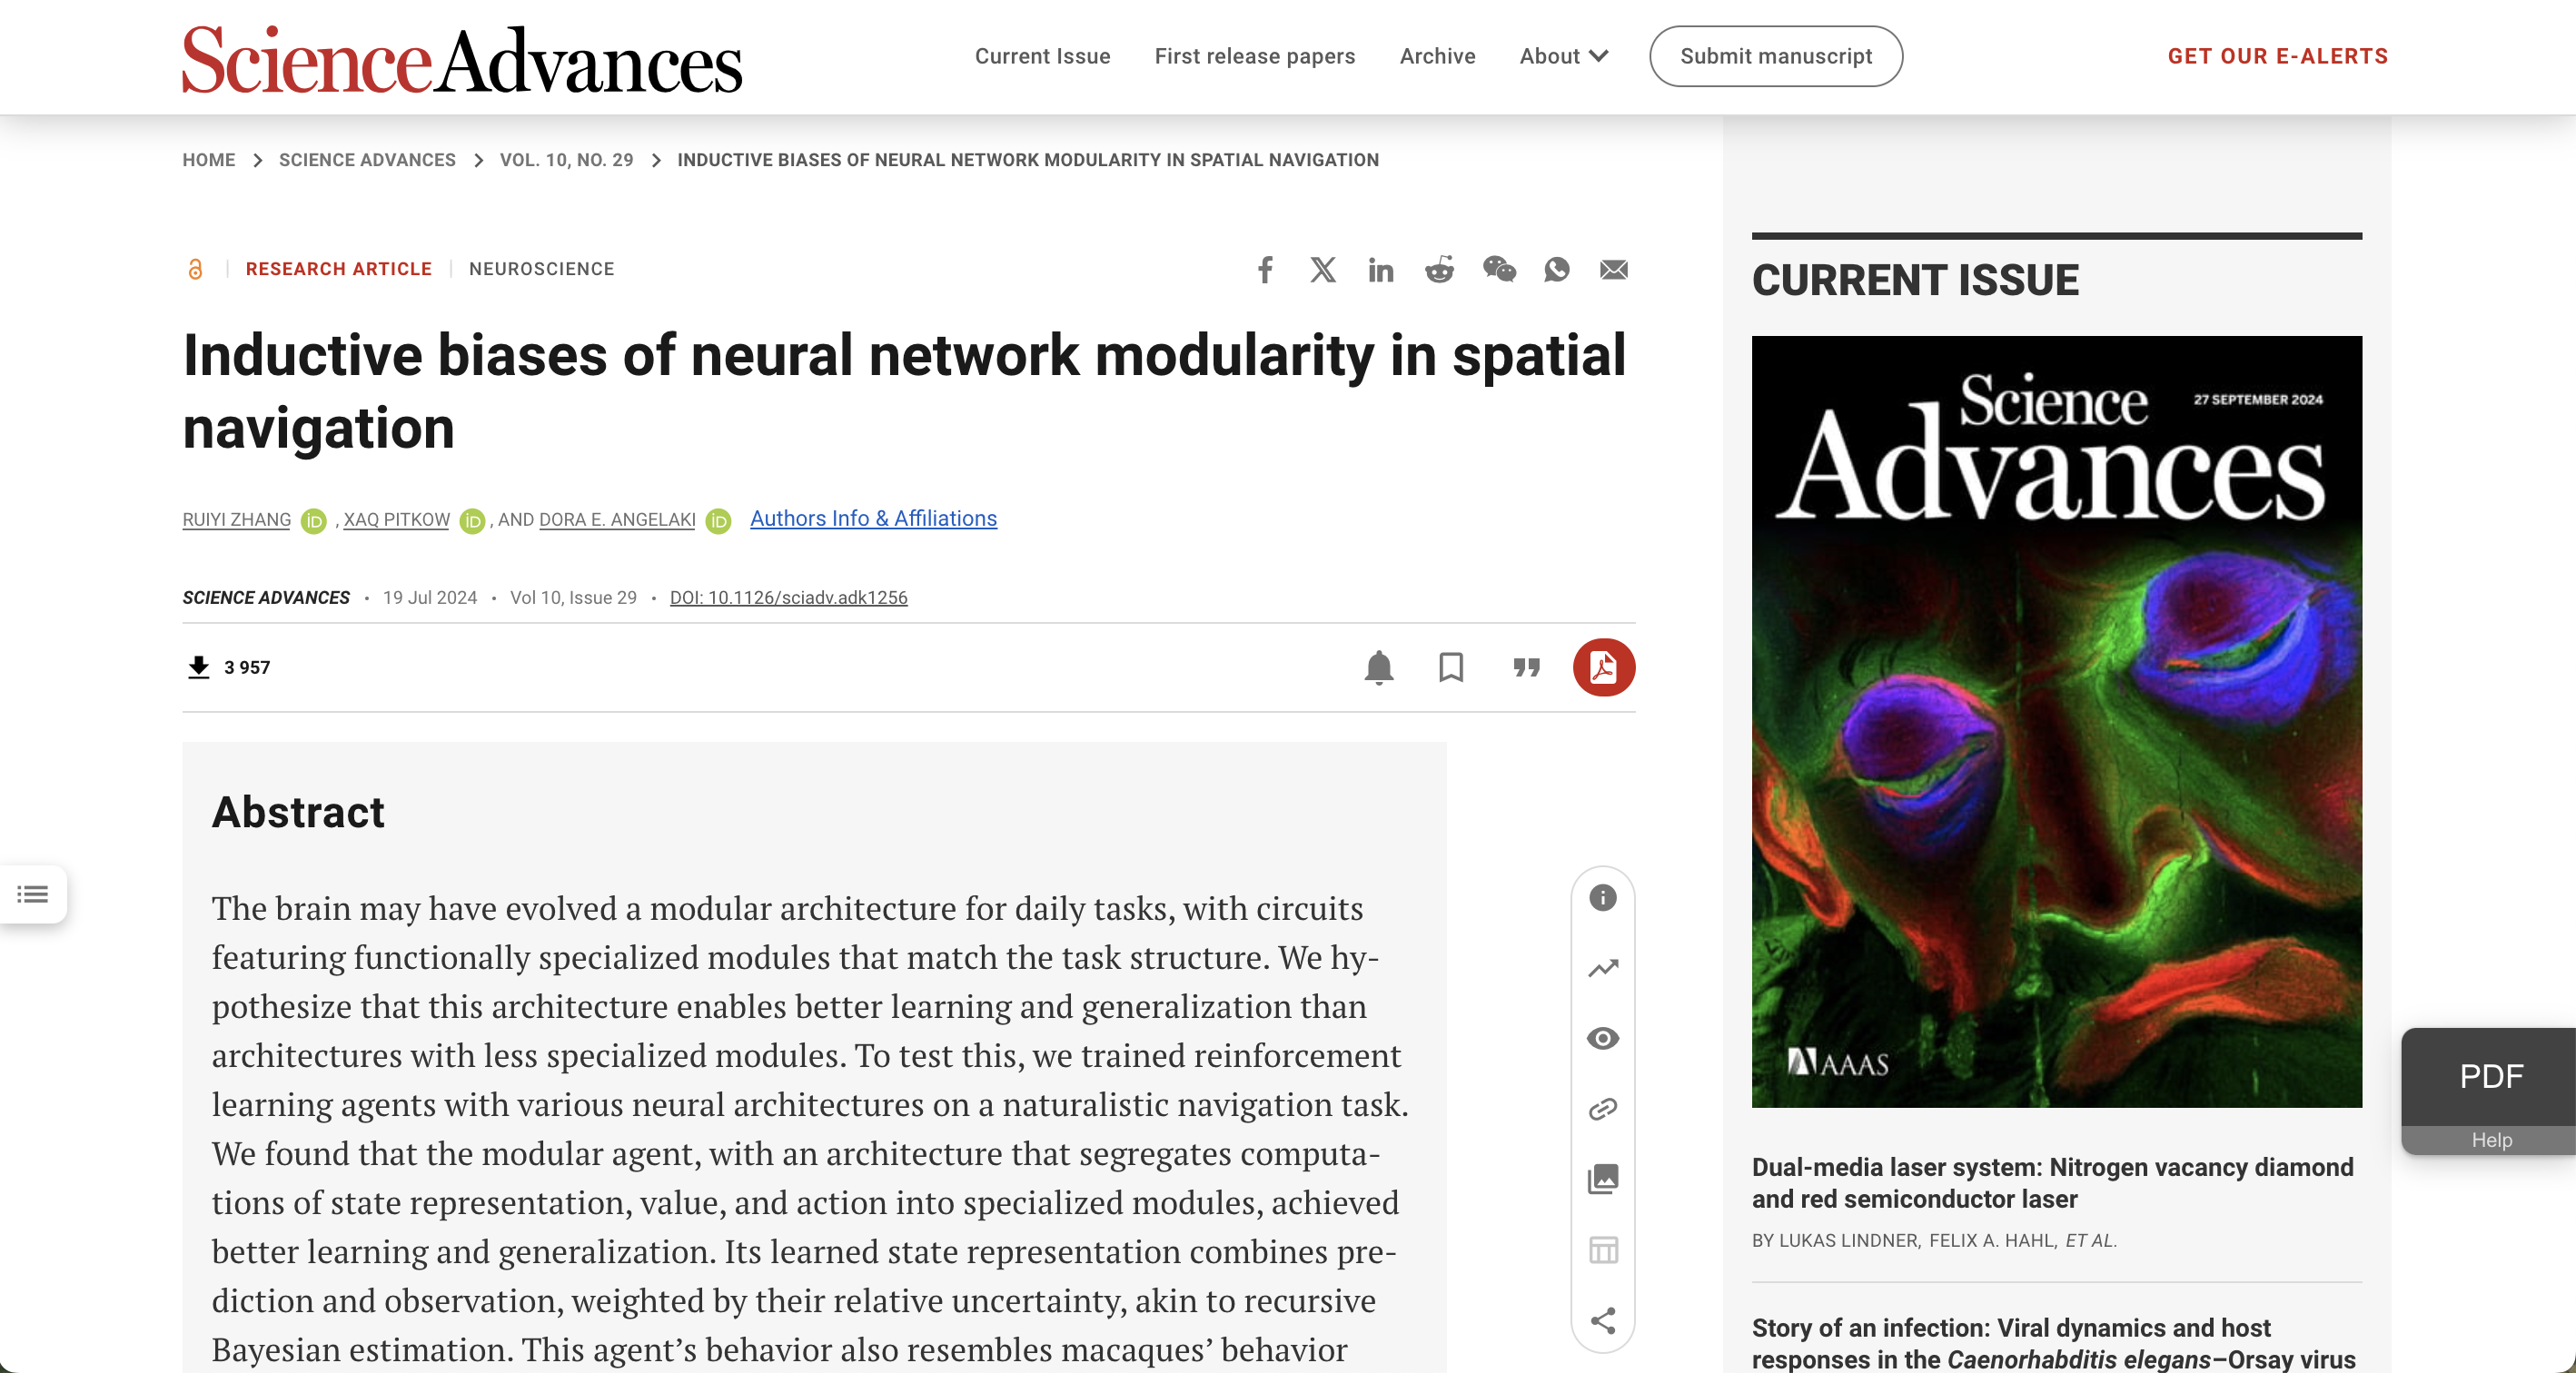 ScienceAdvances
Current Issue First release papers Archive About Submit manuscript
GET OUR E-ALERTS
HOME SCIENCE ADVANCES VOL. 10, NO. 29 INDUCTIVE BIASES OF NEURAL NETWORK MODULARITY IN SPATIAL NAVIGATION
RESEARCH ARTICLE NEUROSCIENCE
Inductive biases of neural network modularity in spatial
navigation
RUIYI ZHANG iD , XAQ PITKOW iD , AND DORA E. ANGELAKI iD Authors Info & Affiliations
SCIENCE ADVANCES • 19 Jul 2024 • Vol 10, Issue 29 • DOI: 10.1126/sciadv.adk1256
3 957
Abstract
The brain may have evolved a modular architecture for daily tasks, with circuits
featuring functionally specialized modules that match the task structure. We hy-
pothesize that this architecture enables better learning and generalization than
architectures with less specialized modules. To test this, we trained reinforcement
learning agents with various neural architectures on a naturalistic navigation task.
We found that the modular agent, with an architecture that segregates computa-
tions of state representation, value, and action into specialized modules, achieved
better learning and generalization. Its learned state representation combines pre-
diction and observation, weighted by their relative uncertainty, akin to recursive
Bayesian estimation. This agent’s behavior also resembles macaques’ behavior
CURRENT ISSUE
Science
27 SEPTEMBER 2024
Advances
AAAS
Dual-media laser system: Nitrogen vacancy diamond
and red semiconductor laser
BY LUKAS LINDNER, FELIX A. HAHL, ET AL.
Story of an infection: Viral dynamics and host
responses in the Caenorhabditis elegans–Orsay virus
PDF
Help